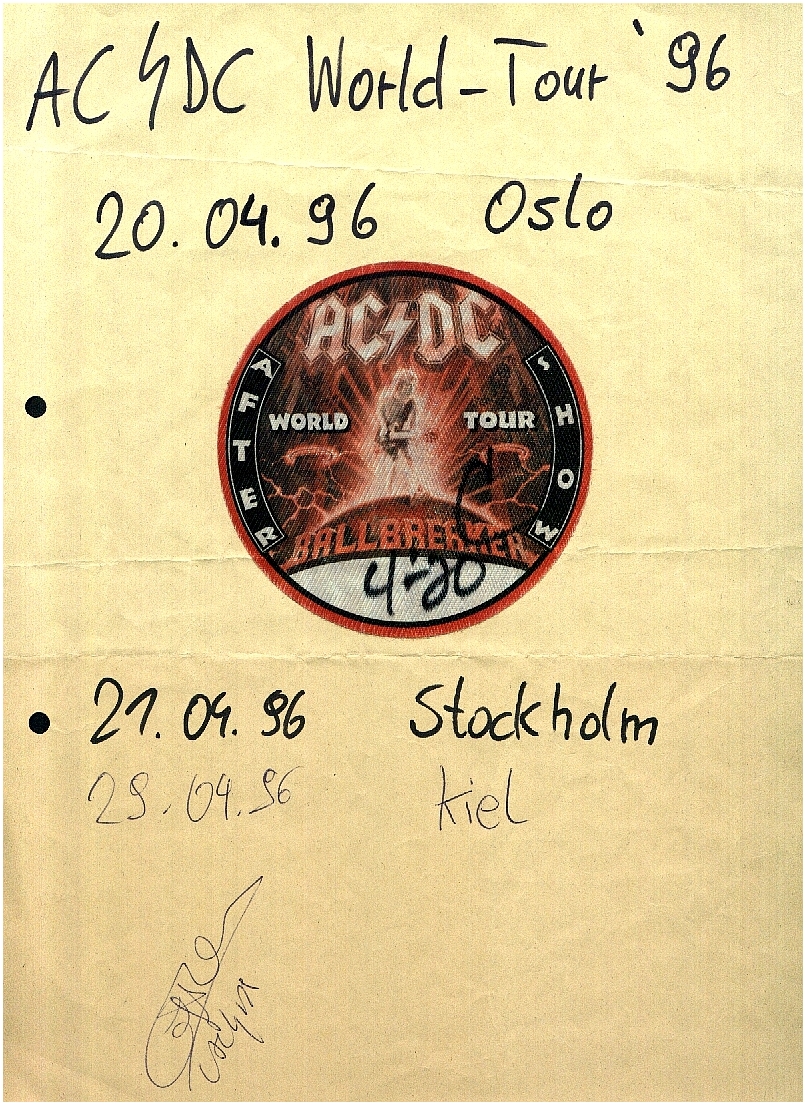 AC⚡DC World-Tour '96
20.04.96 Oslo
AC⚡DC
AFTER
WORLD TOUR
SHOW
BALLBREAKER
4-20
21.04.96 Stockholm
29.04.96 Kiel